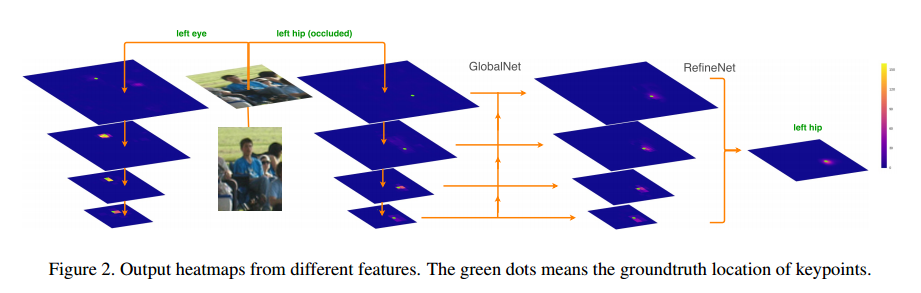 left eye
left hip (occluded)
GlobalNet
RefineNet
left hip
Figure 2. Output heatmaps from different features. The green dots means the groundtruth location of keypoints.